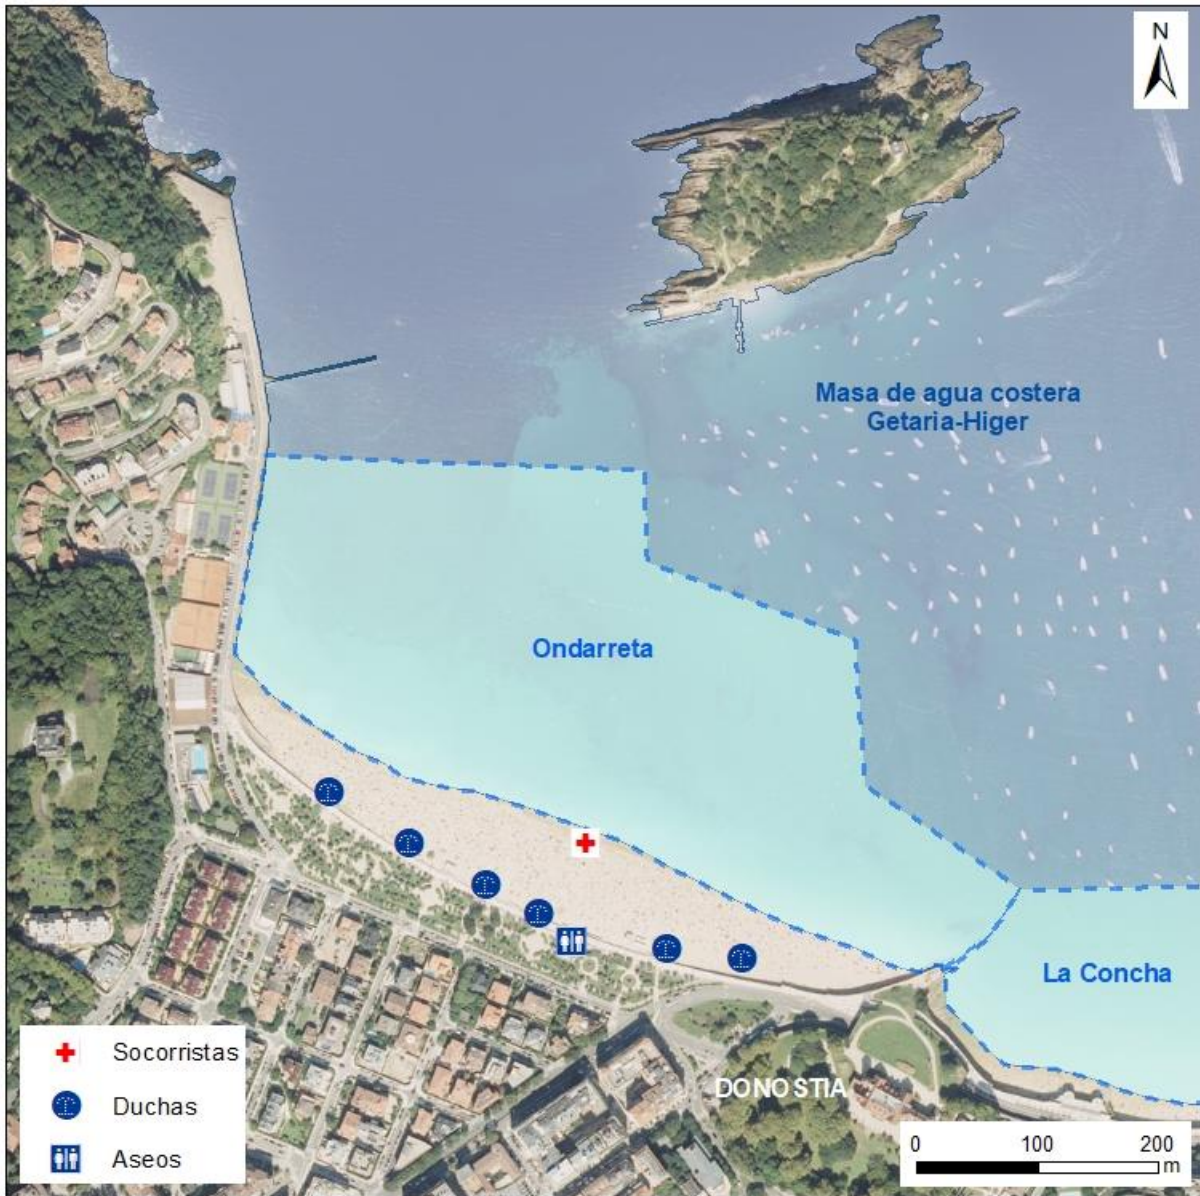 N
Masa de agua costera
Getaria-Higer
Ondarreta
La Concha
DONOSTIA
Socorristas
Duchas
Aseos
0 100 200
m